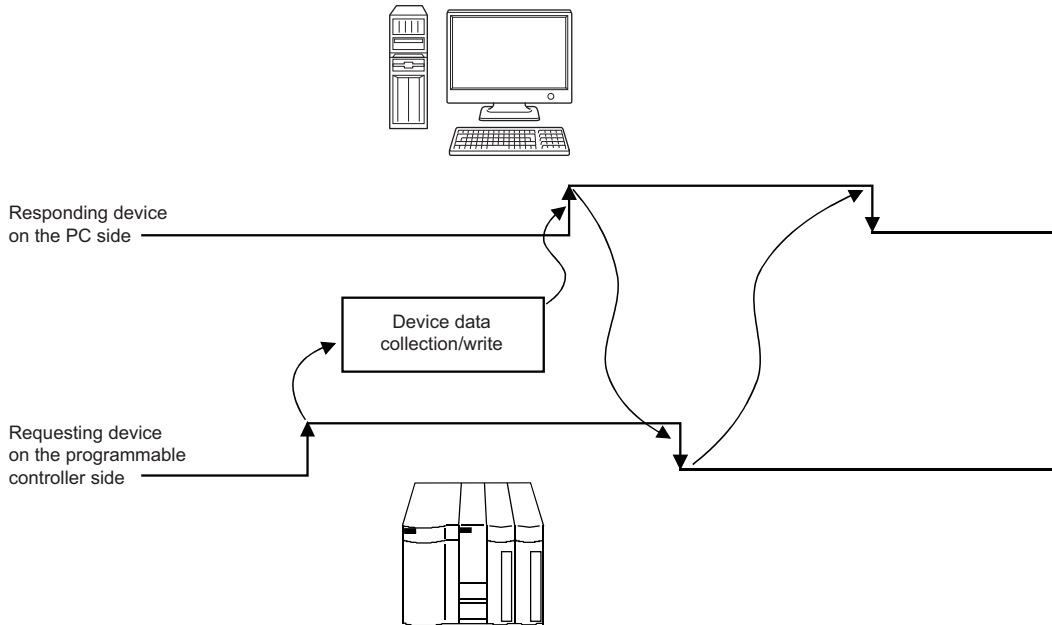 Responding device
on the PC side
Device data
collection/write
Requesting device
on the programmable
controller side